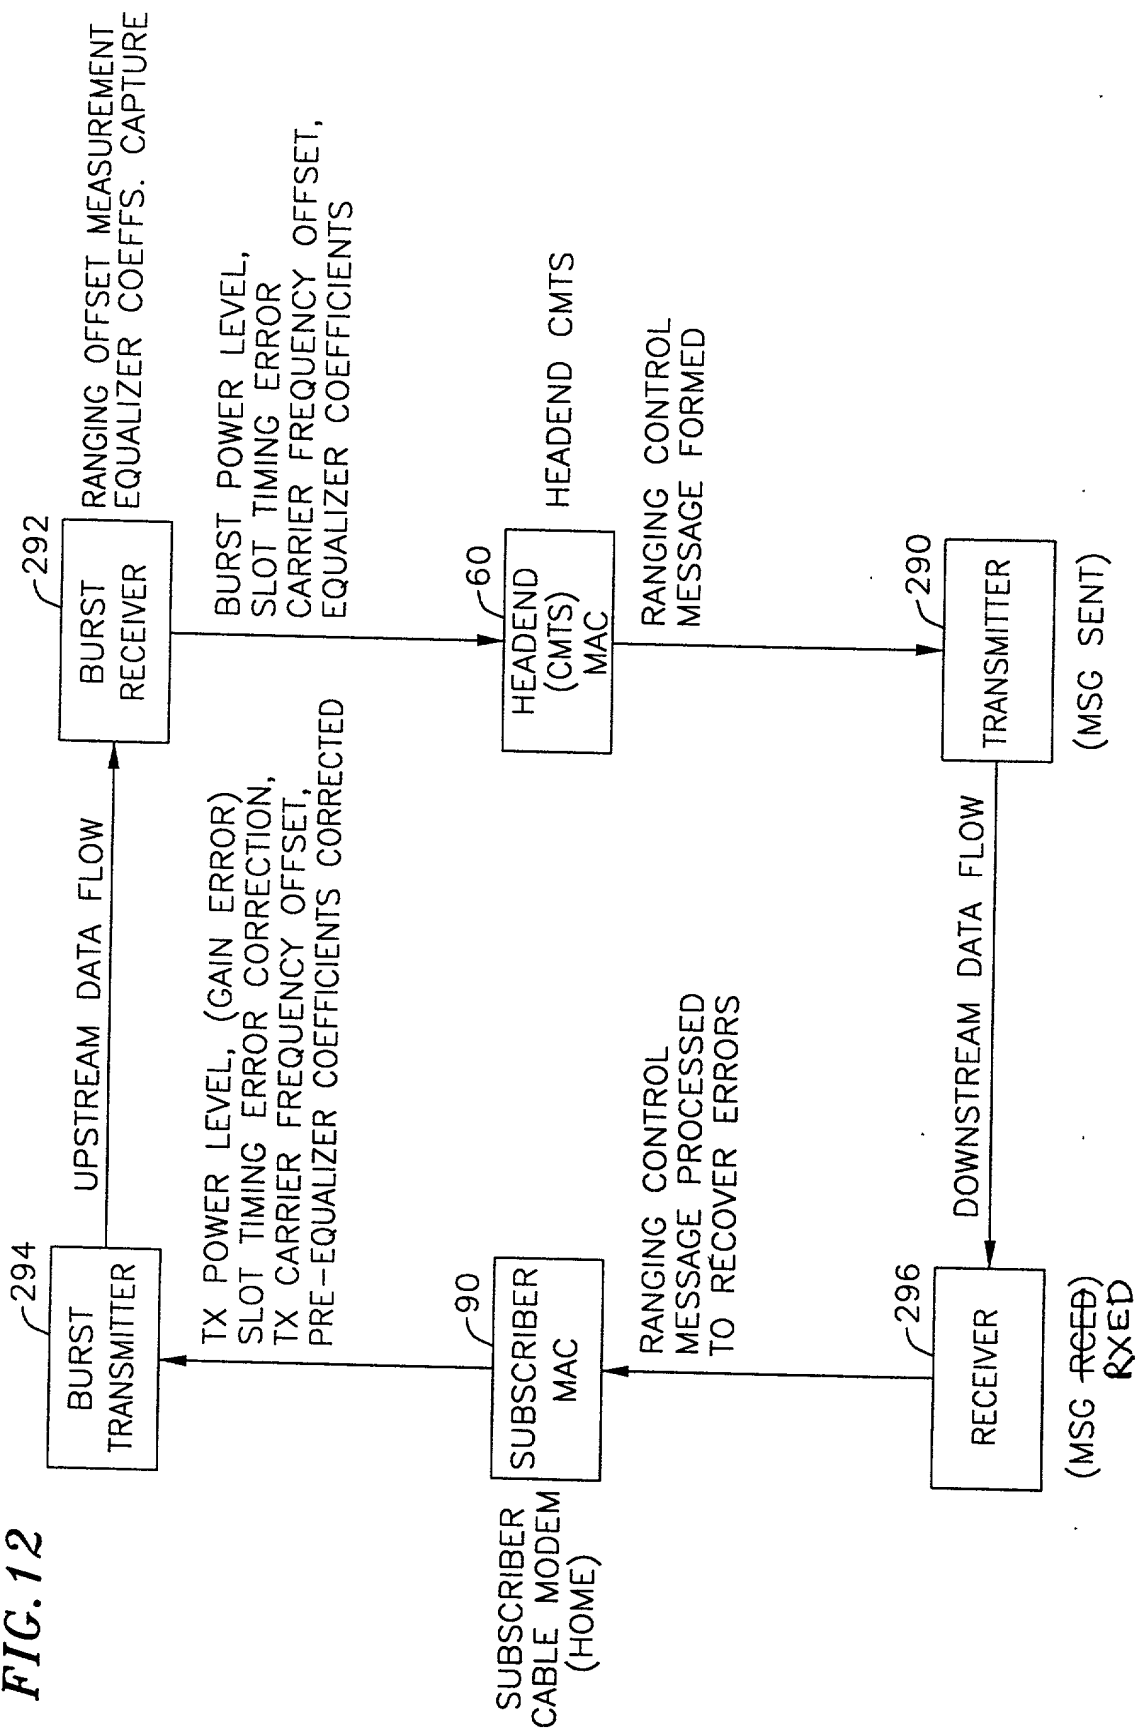 FIG. 12
294
BURST
TRANSMITTER
UPSTREAM DATA FLOW
292
BURST
RECEIVER
RANGING OFFSET MEASUREMENT
EQUALIZER COEFFS. CAPTURE
TX POWER LEVEL, (GAIN ERROR)
SLOT TIMING ERROR CORRECTION,
TX CARRIER FREQUENCY OFFSET,
PRE-EQUALIZER COEFFICIENTS CORRECTED
BURST POWER LEVEL,
SLOT TIMING ERROR
CARRIER FREQUENCY OFFSET,
EQUALIZER COEFFICIENTS
SUBSCRIBER
CABLE MODEM
(HOME)
90
SUBSCRIBER
MAC
60
HEADEND
(CMTS)
MAC
HEADEND CMTS
RANGING CONTROL
MESSAGE PROCESSED
TO RECOVER ERRORS
RANGING CONTROL
MESSAGE FORMED
296
RECEIVER
(MSG RCED)
RXED
DOWNSTREAM DATA FLOW
290
TRANSMITTER
(MSG SENT)